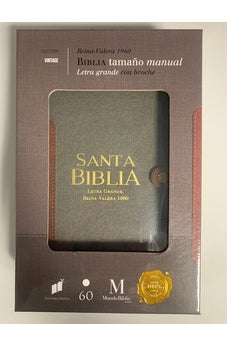 VINTAGE
Reina-Valera 1960
BIBLIA tamaño manual
Letra grande con broche
SANTA
BIBLIA
LETRA GRANDE
REINA-VALERA 1960
60
M
MundoBiblia